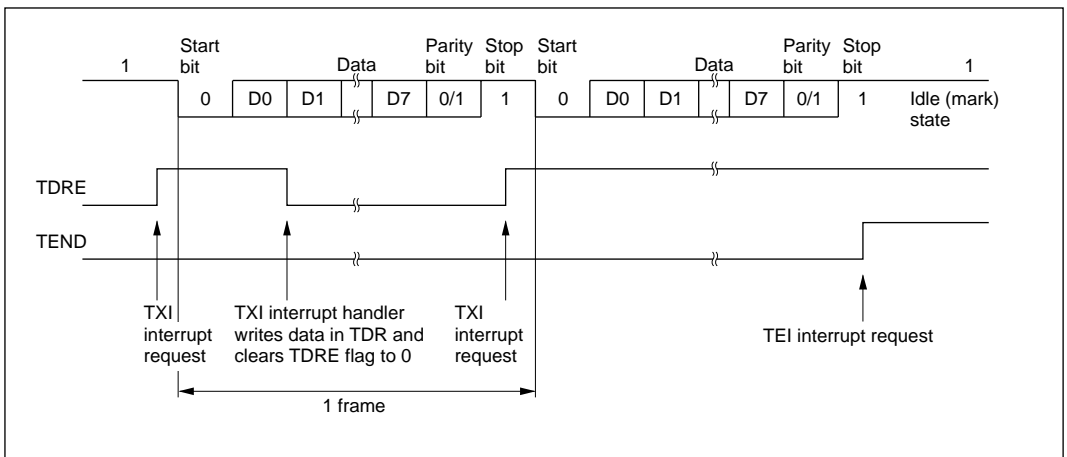 Start Parity Stop Start Parity Stop
1 bit Data bit bit bit Data bit bit 1
0 D0 D1 D7 0/1 1 0 D0 D1 D7 0/1 1 Idle (mark)
state
TDRE
TEND
TXI
interrupt
request
TXI interrupt handler
writes data in TDR and
clears TDRE flag to 0
TXI
interrupt
request
TEI interrupt request
1 frame